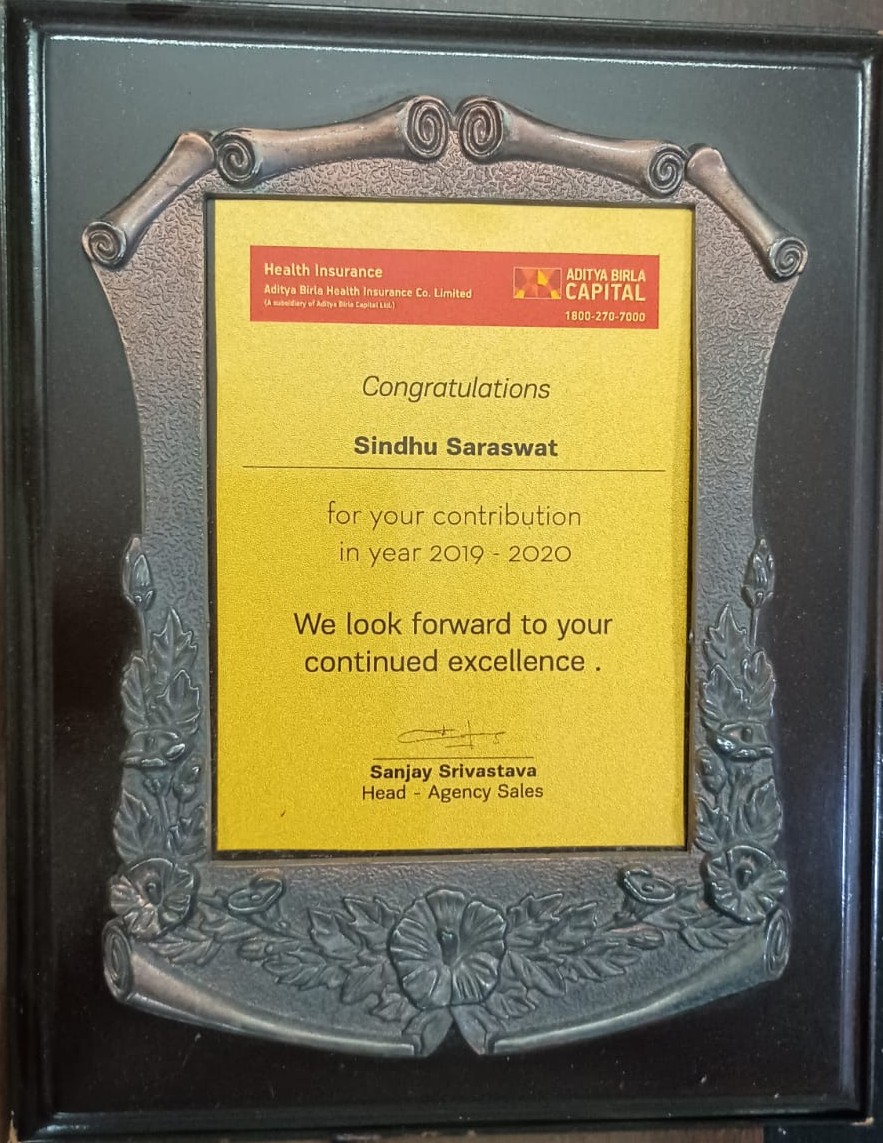 Health Insurance
Aditya Birla Health Insurance Co. Limited
(A subsidiary of Aditya Birla Capital Ltd.)
ADITYA BIRLA
CAPITAL
1800-270-7000
Congratulations
Sindhu Saraswat
for your contribution
in year 2019 - 2020
We look forward to your
continued excellence .
Sanjay Srivastava
Head - Agency Sales